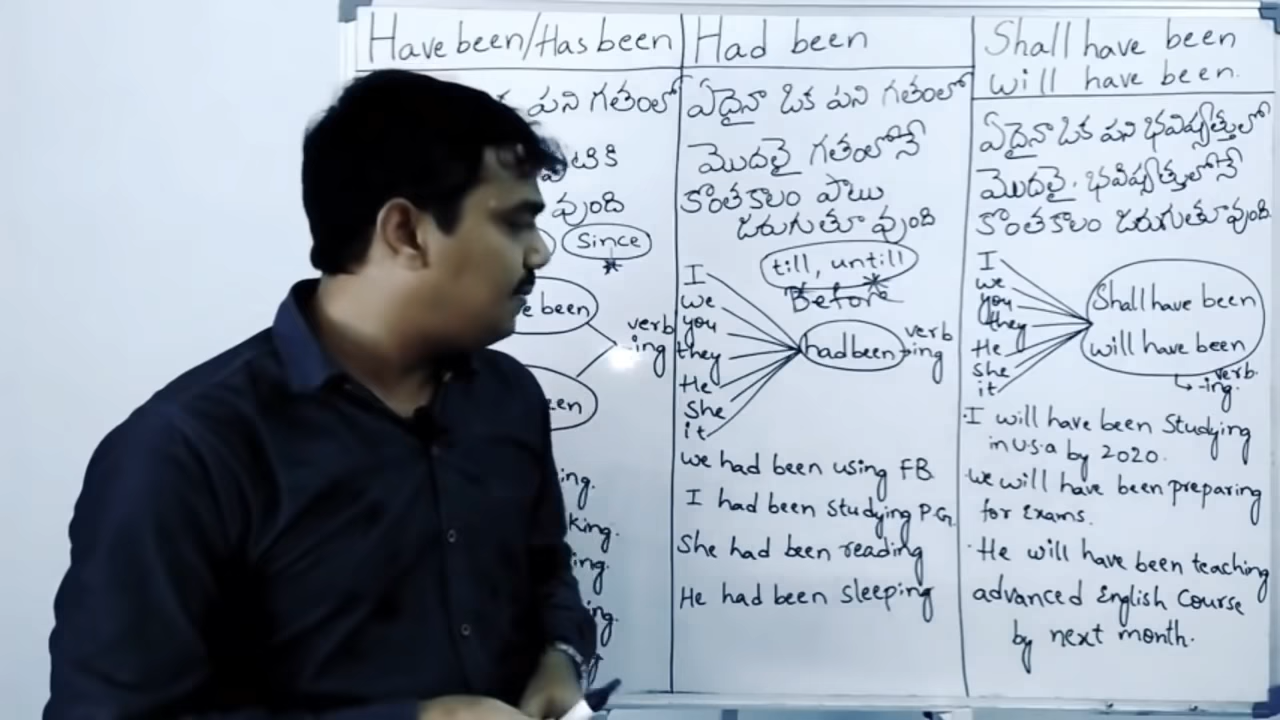 Have been/Has been
పని గతంలో
వుంది
Since
*
been
verb
ing
ing.
king.
ing.
ing.
Had been
ఏదైనా ఒక పని గతంలో
మొదలై గతంలోనే
కొంతకాలం పాటు
జరుగుతూ వుంది
till, untill
*
Before
I
we
you
they
He
She
it
had been
verb
-ing
we had been using FB
I had been studying P.G.
She had been reading
He had been sleeping
Shall have been
will have been.
ఏదైనా ఒక పని భవిష్యత్తులో
మొదలై. భవిష్యత్తులోనే
కొంతకాలం జరుగుతూ వుంది.
I
we
you
they
He
She
it
Shall have been
will have been
verb.
-ing.
I will have been Studying
in U.S.a by 2020.
we will have been preparing
for Exams.
He will have been teaching
advanced English Course
by next month.